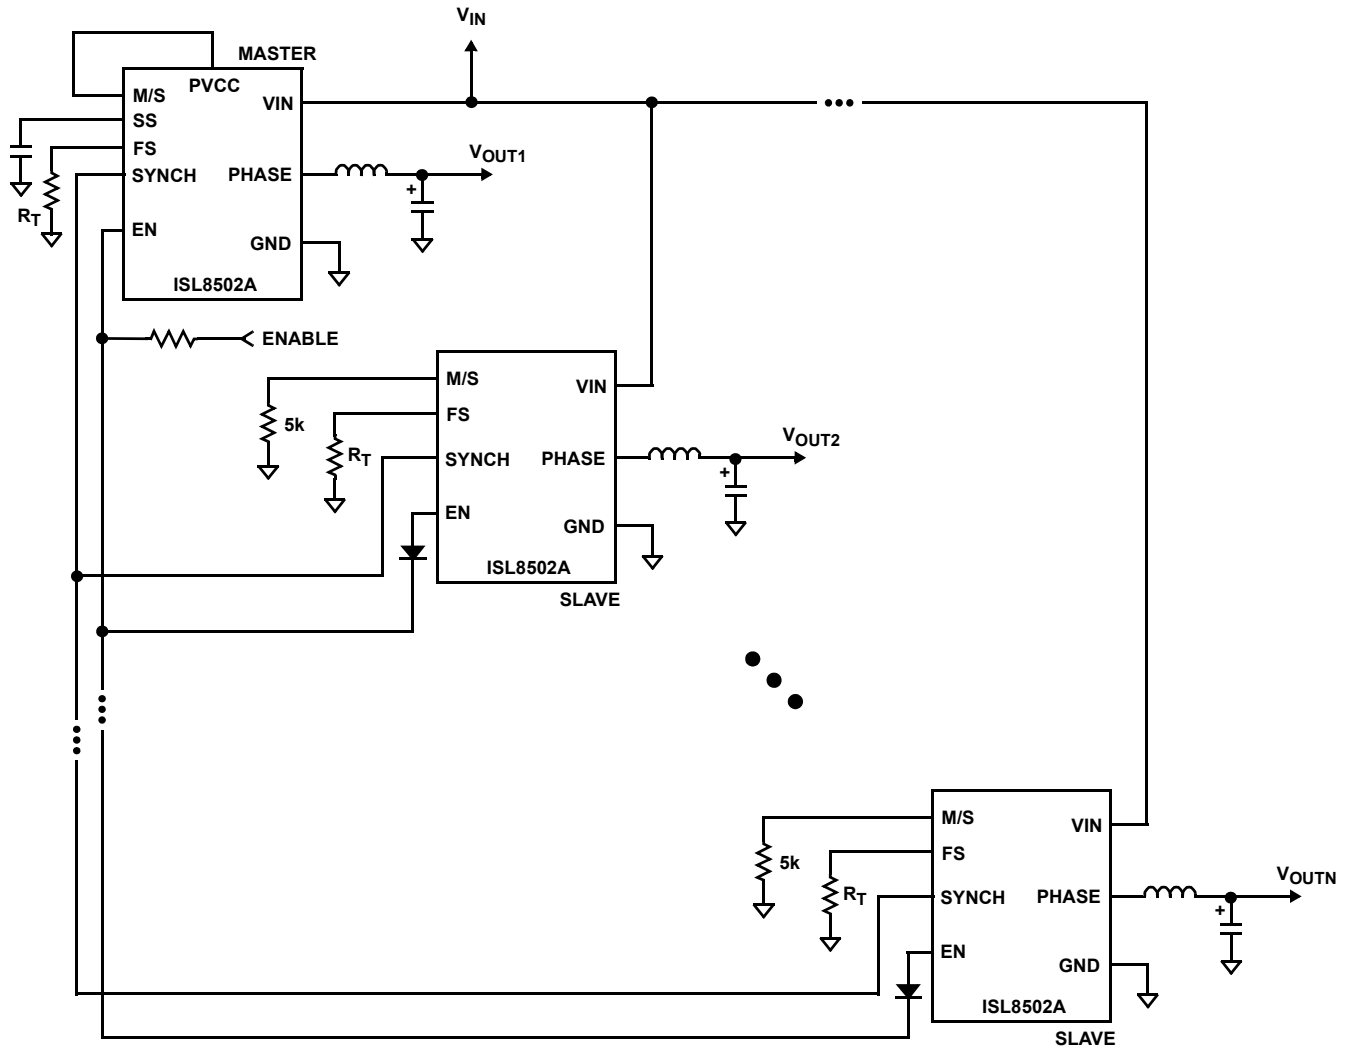 VIN
MASTER
PVCC
M/S
VIN
SS
FS
SYNCH
PHASE
VOUT1
+
RT
EN
GND
ISL8502A
ENABLE
M/S
VIN
FS
5k
RT
SYNCH
PHASE
VOUT2
+
EN
GND
ISL8502A
SLAVE
M/S
VIN
FS
5k
RT
SYNCH
PHASE
VOUTN
+
EN
GND
ISL8502A
SLAVE